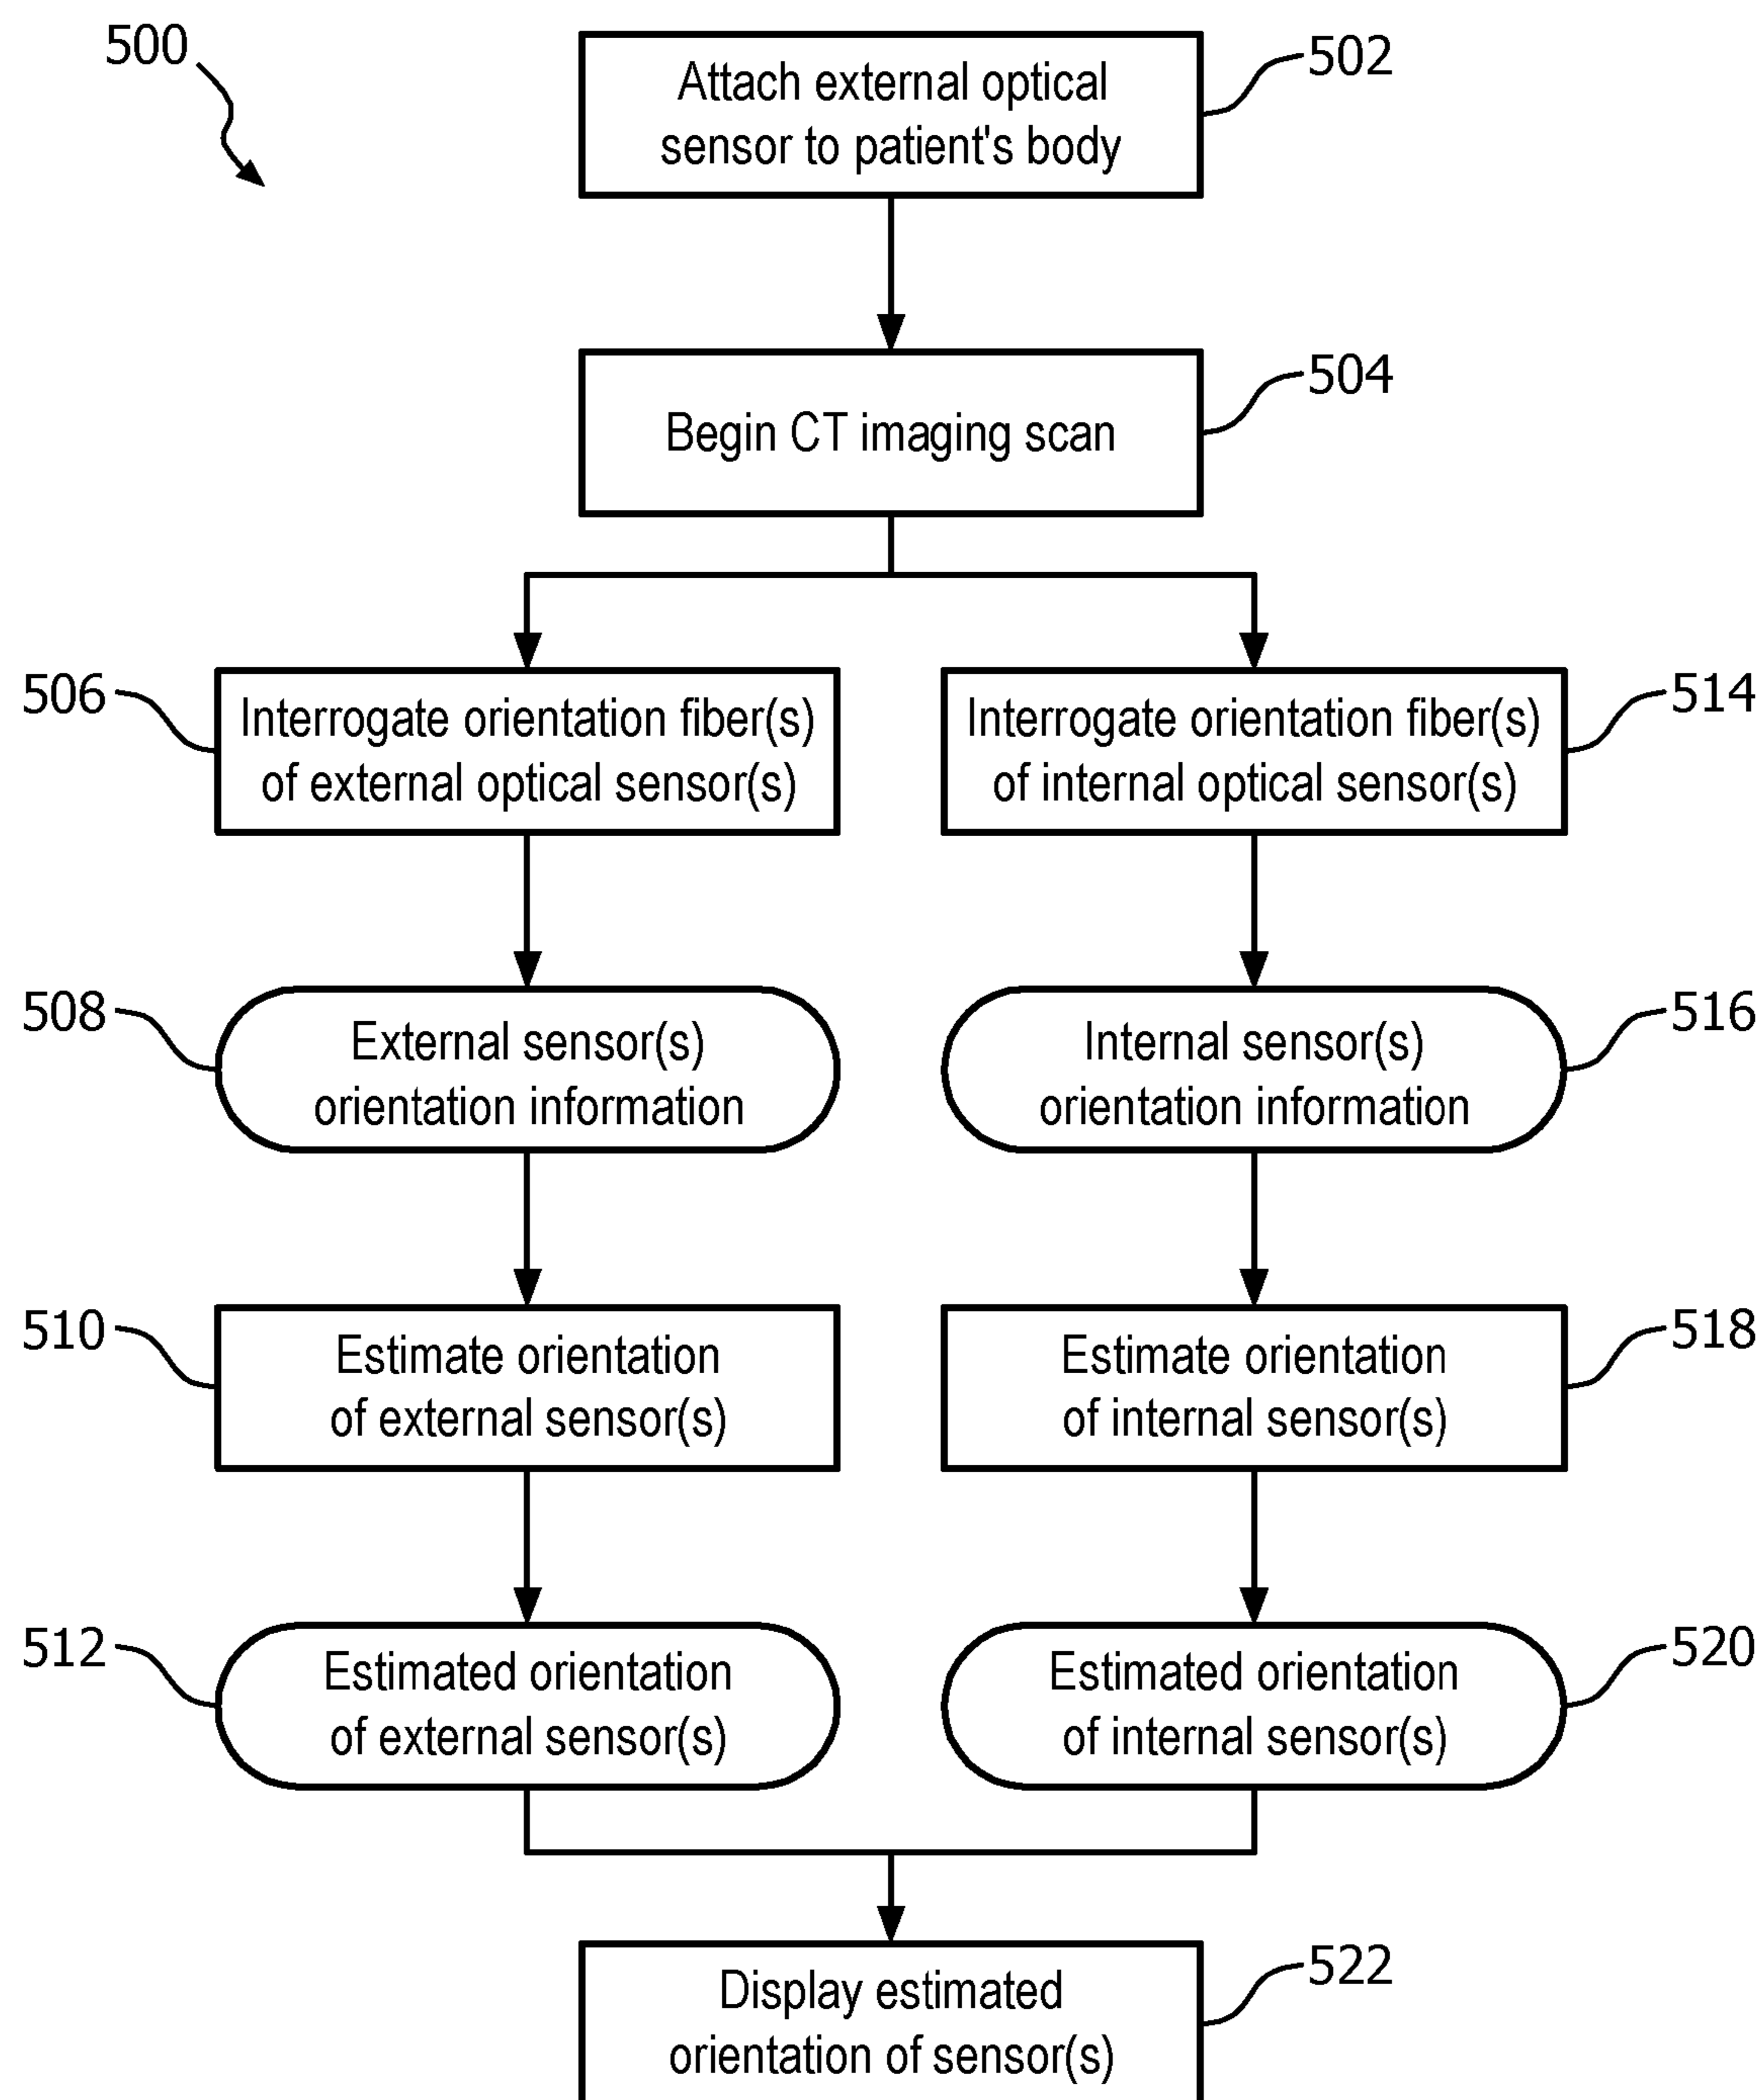 500
Attach external optical
sensor to patient's body
502
Begin CT imaging scan
504
506
Interrogate orientation fiber(s)
of external optical sensor(s)
Interrogate orientation fiber(s)
of internal optical sensor(s)
514
508
External sensor(s)
orientation information
Internal sensor(s)
orientation information
516
510
Estimate orientation
of external sensor(s)
Estimate orientation
of internal sensor(s)
518
512
Estimated orientation
of external sensor(s)
Estimated orientation
of internal sensor(s)
520
Display estimated
orientation of sensor(s)
522